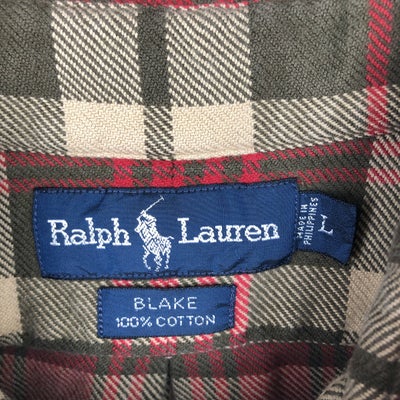 Ralph Lauren
MADE IN
PHILIPPINES
L
BLAKE
100% COTTON